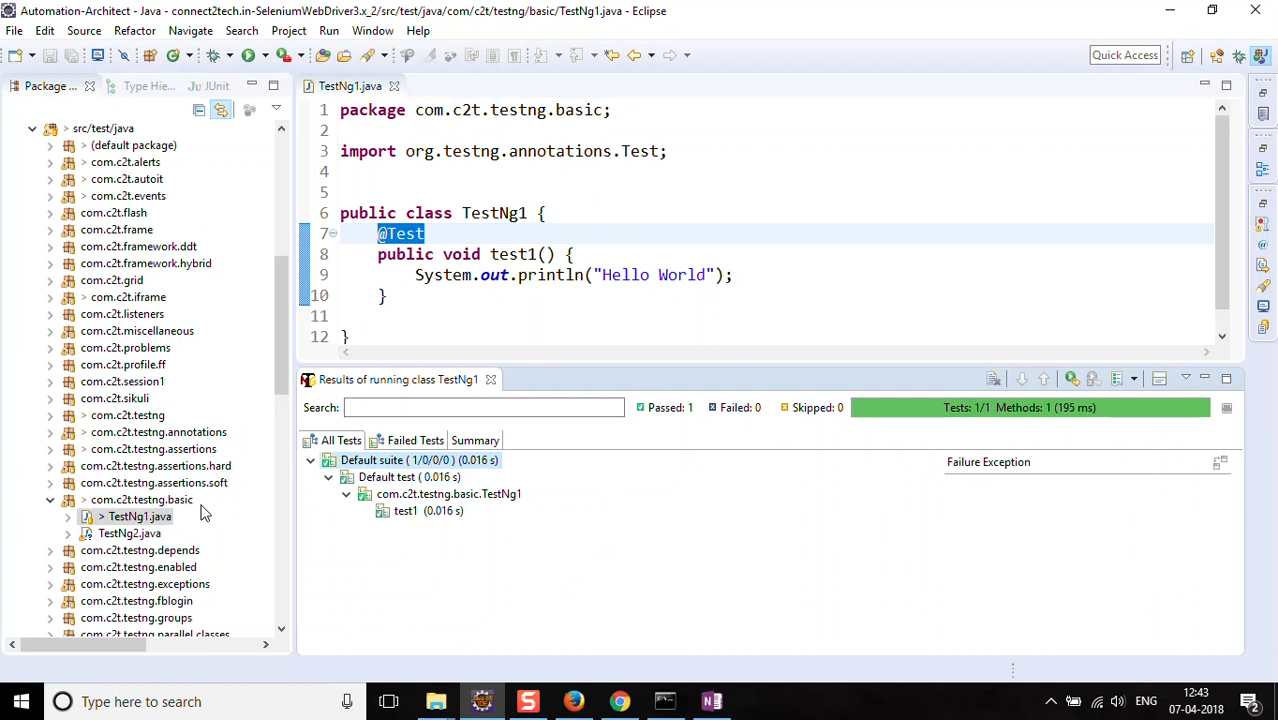 Automation-Architect - Java - connect2tech.in-SeleniumWebDriver3.x_2/src/test/java/com/c2t/testng/basic/TestNg1.java - Eclipse
File Edit Source Refactor Navigate Search Project Run Window Help
Quick Access
Package ... Type Hie... JUnit
> src/test/java
> (default package)
com.c2t.alerts
> com.c2t.autoit
> com.c2t.events
com.c2t.flash
com.c2t.frame
com.c2t.framework.ddt
com.c2t.framework.hybrid
com.c2t.grid
> com.c2t.iframe
com.c2t.listeners
com.c2t.miscellaneous
com.c2t.problems
com.c2t.profile.ff
com.c2t.session1
com.c2t.sikuli
> com.c2t.testng
> com.c2t.testng.annotations
> com.c2t.testng.assertions
com.c2t.testng.assertions.hard
com.c2t.testng.assertions.soft
> com.c2t.testng.basic
> TestNg1.java
TestNg2.java
com.c2t.testng.depends
com.c2t.testng.enabled
com.c2t.testng.exceptions
com.c2t.testng.fblogin
com.c2t.testng.groups
com.c2t.testng.parallel.classes
TestNg1.java
1 package com.c2t.testng.basic;
2
3 import org.testng.annotations.Test;
4
5
6 public class TestNg1 {
7 @Test
8 public void test1() {
9 System.out.println("Hello World");
10 }
11
12 }
Results of running class TestNg1
Search: Passed: 1 Failed: 0 Skipped: 0 Tests: 1/1 Methods: 1 (195 ms)
All Tests Failed Tests Summary
Default suite ( 1/0/0/0 ) (0.016 s)
Default test ( 0.016 s)
com.c2t.testng.basic.TestNg1
test1 (0.016 s)
Failure Exception
Type here to search
ENG
12:43
07-04-2018
2